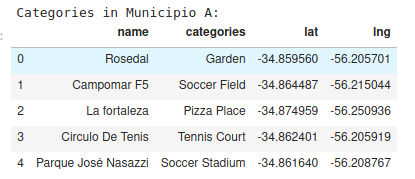 Categories in Municipio A:
name categories lat lng
0 Rosedal Garden -34.859560 -56.205701
1 Campomar F5 Soccer Field -34.864487 -56.215044
2 La fortaleza Pizza Place -34.874959 -56.250936
3 Circulo De Tenis Tennis Court -34.862401 -56.205919
4 Parque José Nasazzi Soccer Stadium -34.861640 -56.208767